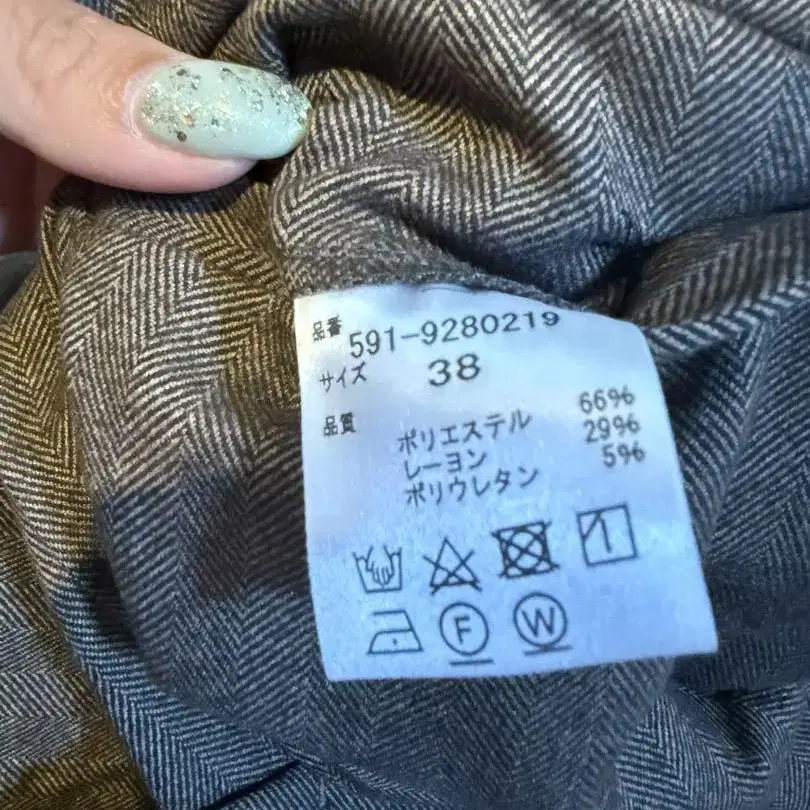 品番 591-9280219
サイズ 38
品質 ポリエステル 66%
レーヨン 29%
ポリウレタン 5%
F W